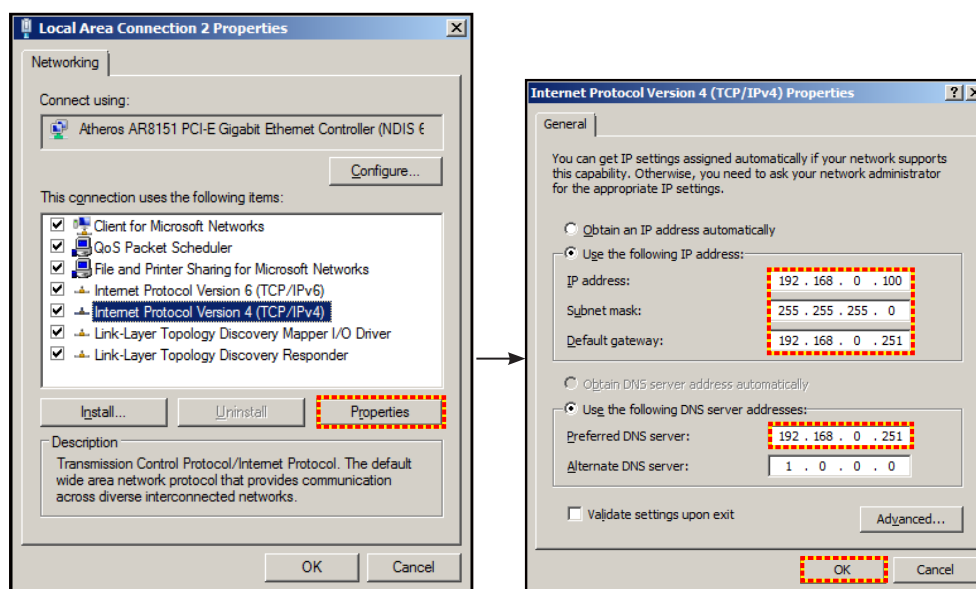 Local Area Connection 2 Properties
Networking
Connect using:
Atheros AR8151 PCI-E Gigabit Ethernet Controller (NDIS 6
Configure...
This connection uses the following items:
Client for Microsoft Networks
QoS Packet Scheduler
File and Printer Sharing for Microsoft Networks
Internet Protocol Version 6 (TCP/IPv6)
Internet Protocol Version 4 (TCP/IPv4)
Link-Layer Topology Discovery Mapper I/O Driver
Link-Layer Topology Discovery Responder
Install... Uninstall Properties
Description
Transmission Control Protocol/Internet Protocol. The default
wide area network protocol that provides communication
across diverse interconnected networks.
OK Cancel
Internet Protocol Version 4 (TCP/IPv4) Properties
General
You can get IP settings assigned automatically if your network supports
this capability. Otherwise, you need to ask your network administrator
for the appropriate IP settings.
Obtain an IP address automatically
Use the following IP address:
IP address: 192 . 168 . 0 . 100
Subnet mask: 255 . 255 . 255 . 0
Default gateway: 192 . 168 . 0 . 251
Obtain DNS server address automatically
Use the following DNS server addresses:
Preferred DNS server: 192 . 168 . 0 . 251
Alternate DNS server: 1 . 0 . 0 . 0
Validate settings upon exit
Advanced...
OK Cancel